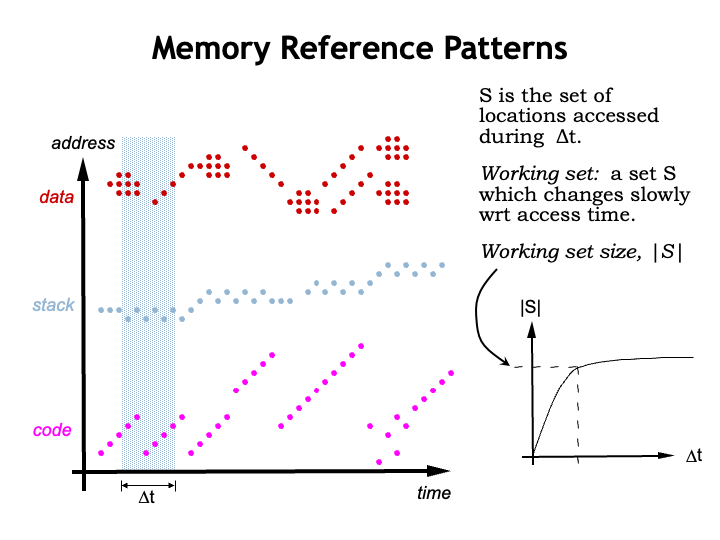 Memory Reference Patterns
S is the set of
locations accessed
during Δt.
Working set: a set S
which changes slowly
wrt access time.
Working set size, |S|
address
data
stack
code
Δt
time
|S|
Δt